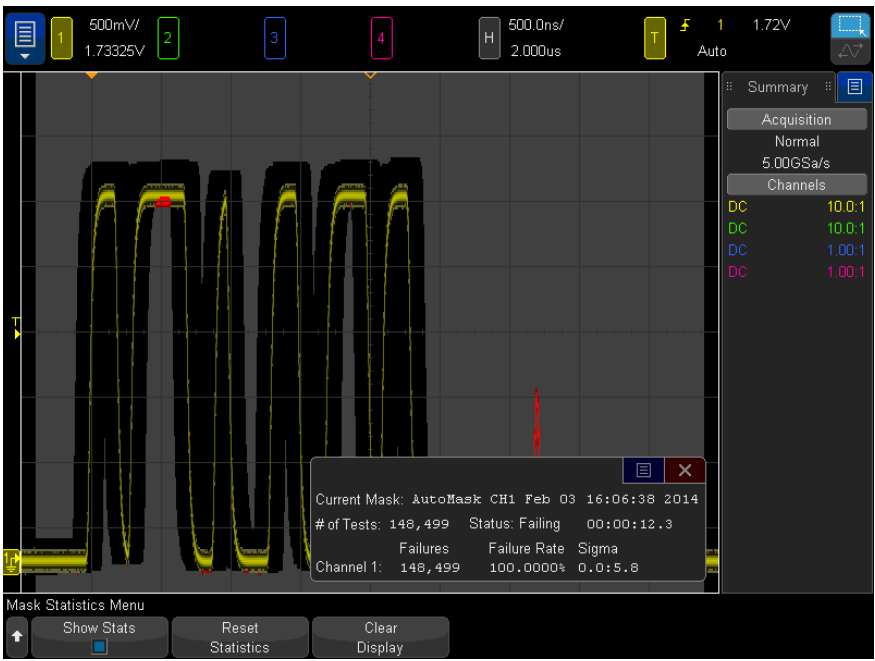 1 500mV/ 2 3 4 H 500.0ns/ T 1 1.72V
1.73325V 2.000us Auto
Summary
Acquisition
Normal
5.00GSa/s
Channels
DC 10.0:1
DC 10.0:1
DC 1.00:1
DC 1.00:1
T
1
Current Mask: AutoMask CH1 Feb 03 16:06:38 2014
# of Tests: 148,499 Status: Failing 00:00:12.3
Failures Failure Rate Sigma
Channel 1: 148,499 100.0000% 0.0:5.8
Mask Statistics Menu
Show Stats Reset Statistics Clear Display